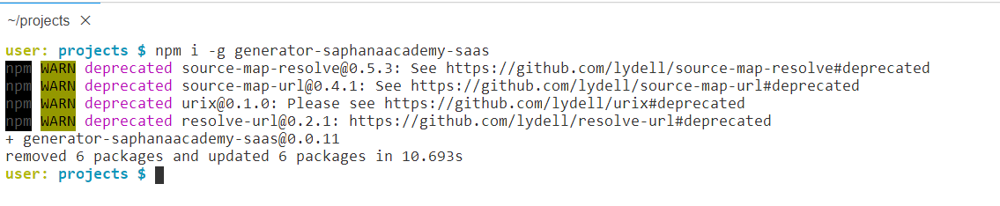 ~/projects ×
user: projects $ npm i -g generator-saphanaacademy-saas
npm WARN deprecated source-map-resolve@0.5.3: See https://github.com/lydell/source-map-resolve#deprecated
npm WARN deprecated source-map-url@0.4.1: See https://github.com/lydell/source-map-url#deprecated
npm WARN deprecated urix@0.1.0: Please see https://github.com/lydell/urix#deprecated
npm WARN deprecated resolve-url@0.2.1: https://github.com/lydell/resolve-url#deprecated
+ generator-saphanaacademy-saas@0.0.11
removed 6 packages and updated 6 packages in 10.693s
user: projects $